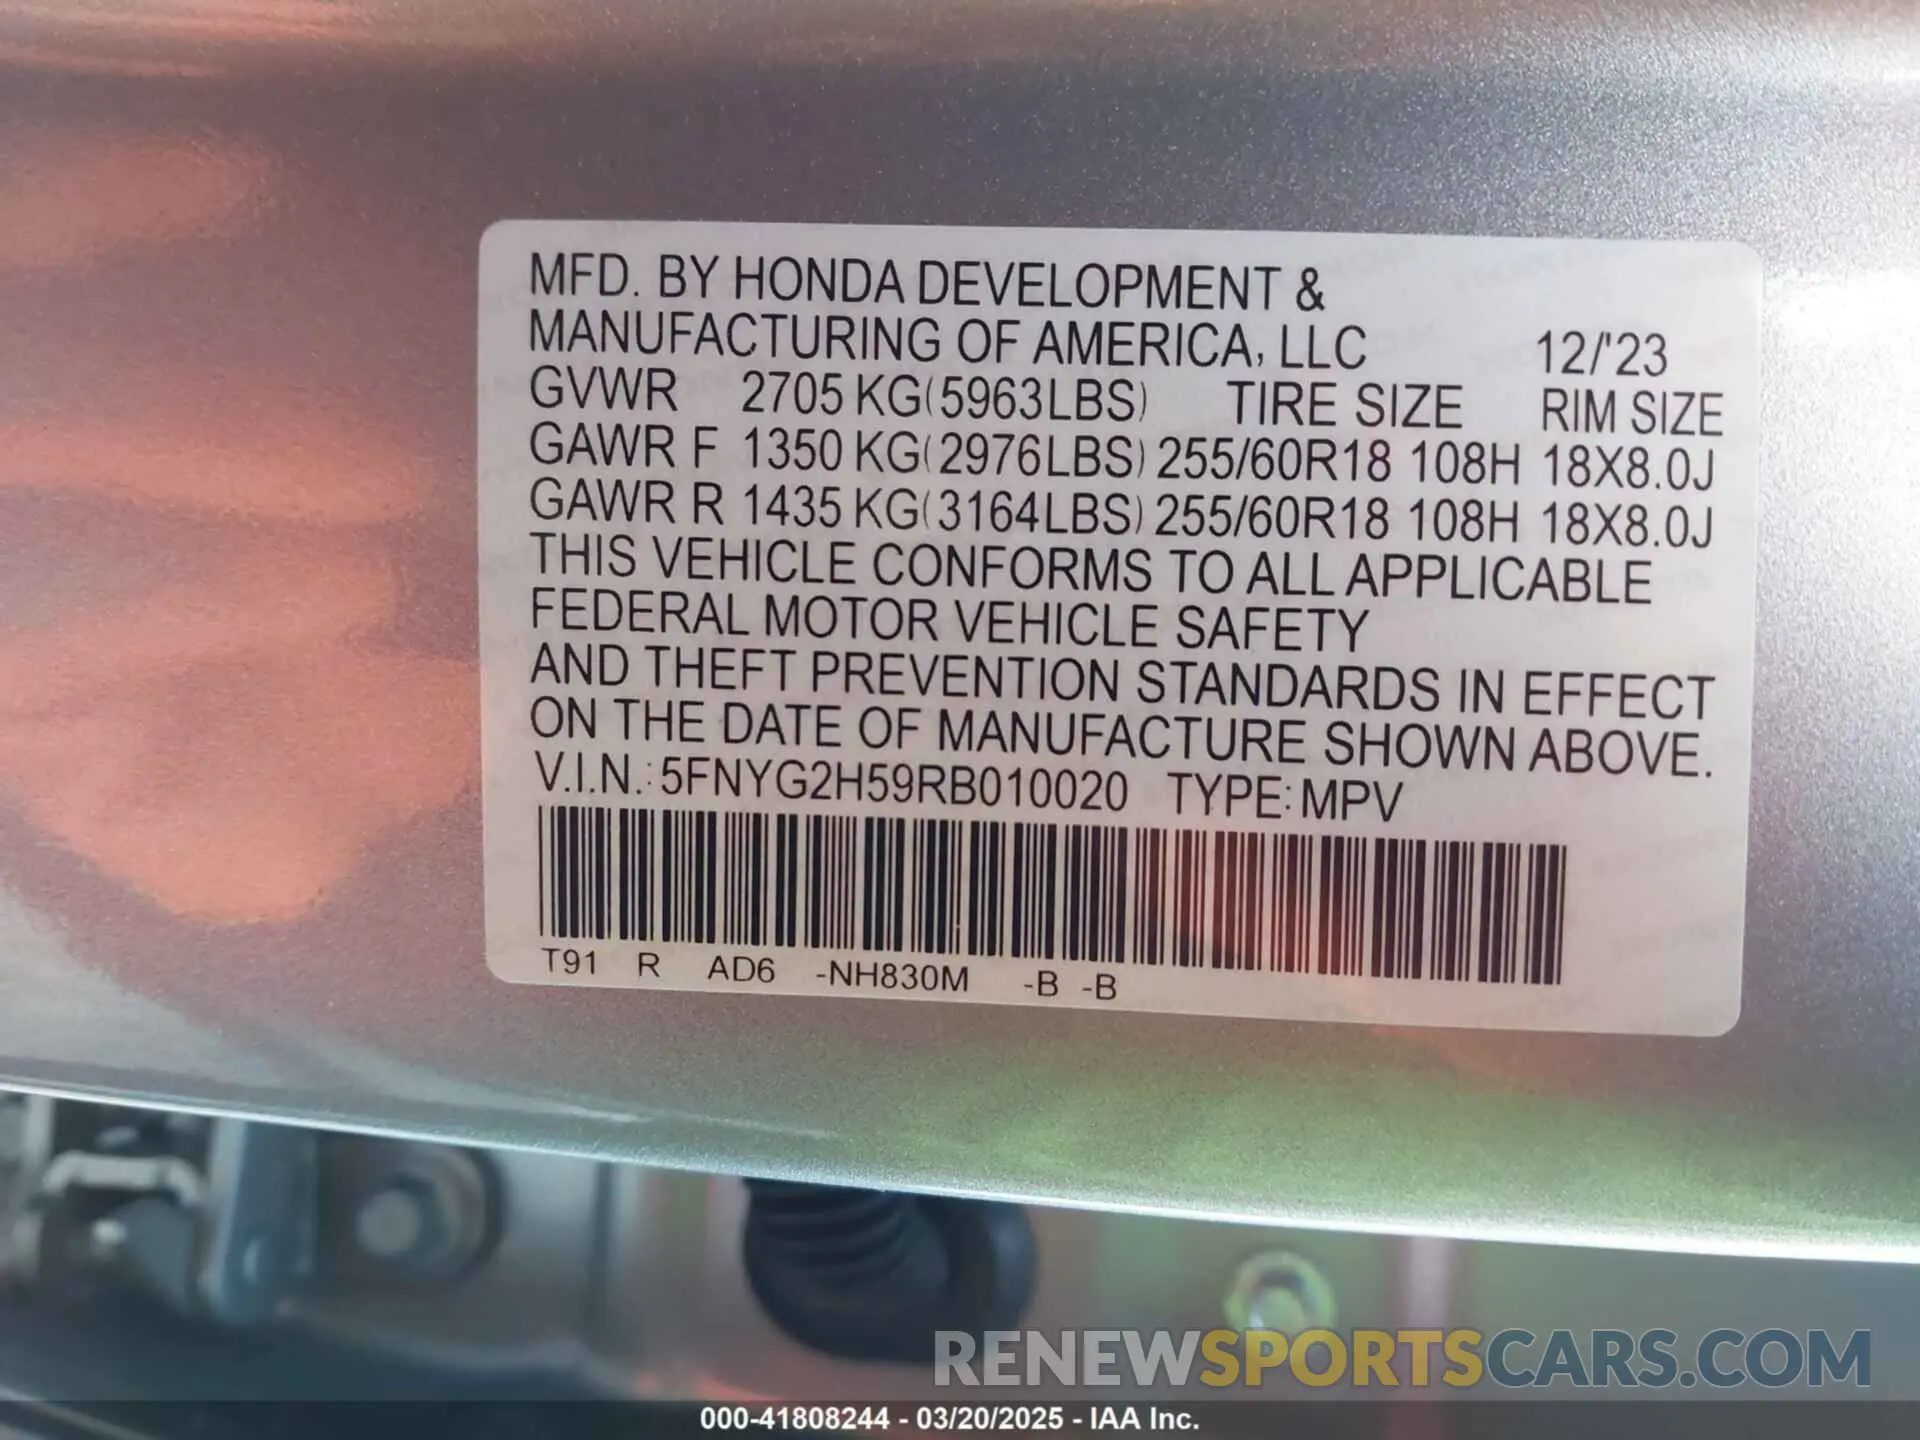 MFD. BY HONDA DEVELOPMENT &
MANUFACTURING OF AMERICA, LLC 12/'23
GVWR 2705 KG(5963LBS) TIRE SIZE RIM SIZE
GAWR F 1350 KG(2976LBS) 255/60R18 108H 18X8.0J
GAWR R 1435 KG(3164LBS) 255/60R18 108H 18X8.0J
THIS VEHICLE CONFORMS TO ALL APPLICABLE
FEDERAL MOTOR VEHICLE SAFETY
AND THEFT PREVENTION STANDARDS IN EFFECT
ON THE DATE OF MANUFACTURE SHOWN ABOVE.
V.I.N.: 5FNYG2H59RB010020 TYPE: MPV
T91 R AD6 -NH830M -B -B
RENEWSPORTSCARS.COM
000-41808244 - 03/20/2025 - IAA Inc.